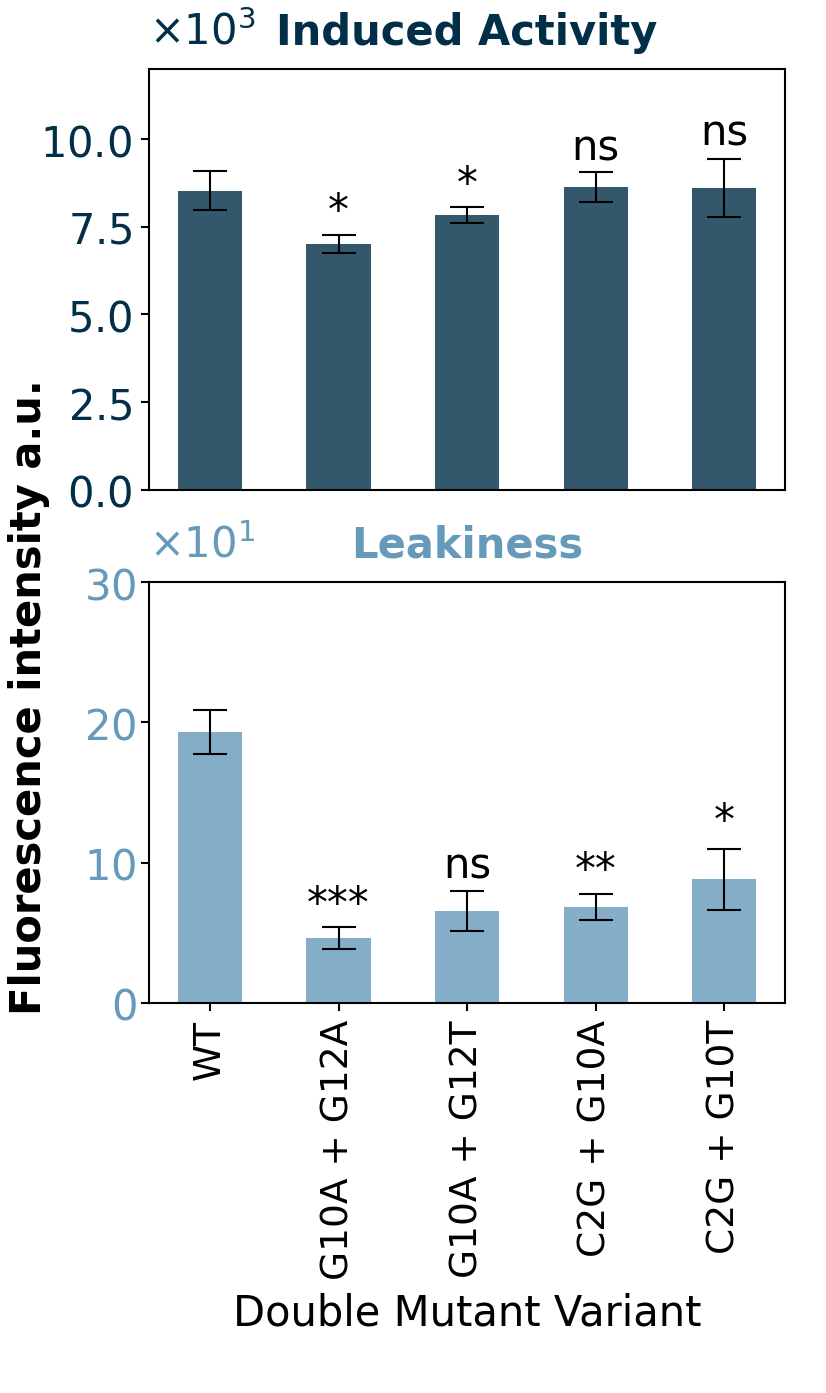 ×10³ Induced Activity
10.0
7.5
5.0
2.5
0.0
*
*
ns
ns
Fluorescence intensity a.u.
×10¹ Leakiness
30
20
10
0
***
ns
**
*
WT
G10A + G12A
G10A + G12T
C2G + G10A
C2G + G10T
Double Mutant Variant